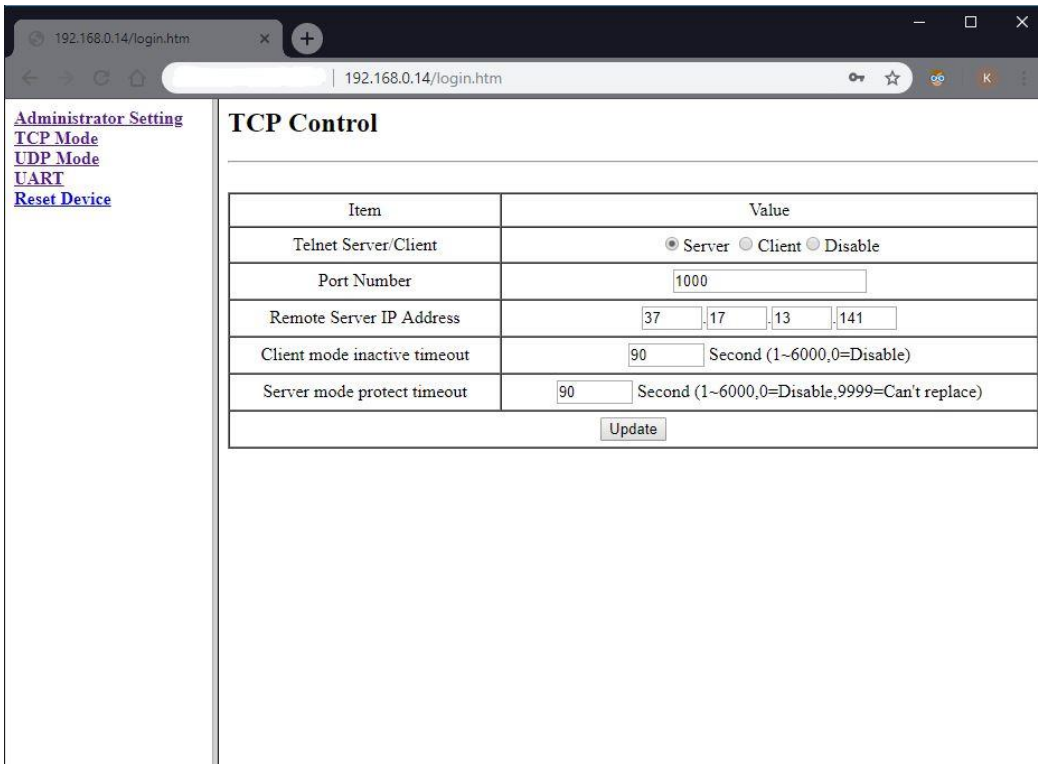 192.168.0.14/login.htm
192.168.0.14/login.htm
K
Administrator Setting
TCP Mode
UDP Mode
UART
Reset Device
TCP Control
Item Value
Telnet Server/Client Server Client Disable
Port Number 1000
Remote Server IP Address 37.17.13.141
Client mode inactive timeout 90 Second (1~6000,0=Disable)
Server mode protect timeout 90 Second (1~6000,0=Disable,9999=Can't replace)
Update